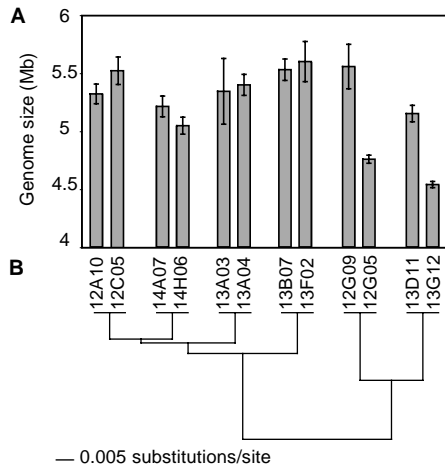 A
6
5.5
5
4.5
4
Genome size (Mb)
B
12A10
12C05
14A07
14H06
13A03
13A04
13B07
13F02
12G09
12G05
13D11
13G12
0.005 substitutions/site